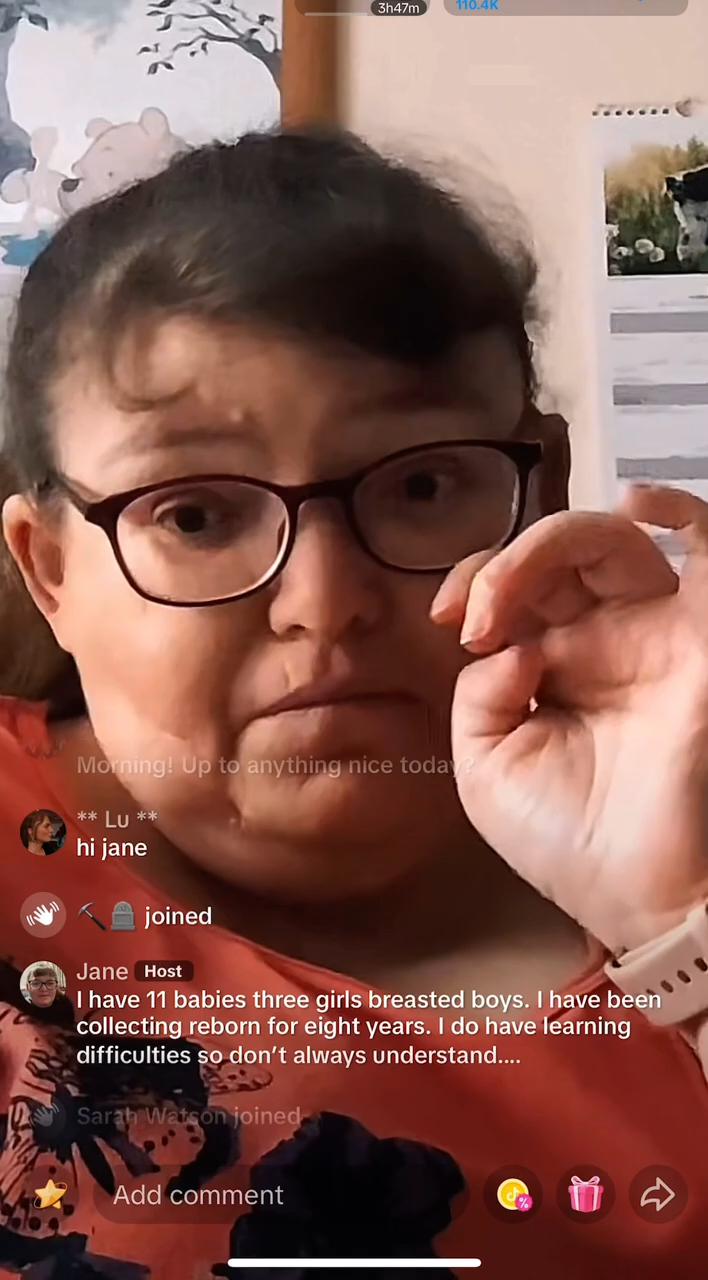 3h47m
110.4K
Morning! Up to anything nice today?
** Lu **
hi jane
joined
Jane Host
I have 11 babies three girls breasted boys. I have been
collecting reborn for eight years. I do have learning
difficulties so don't always understand....
Sarah Watson joined
Add comment